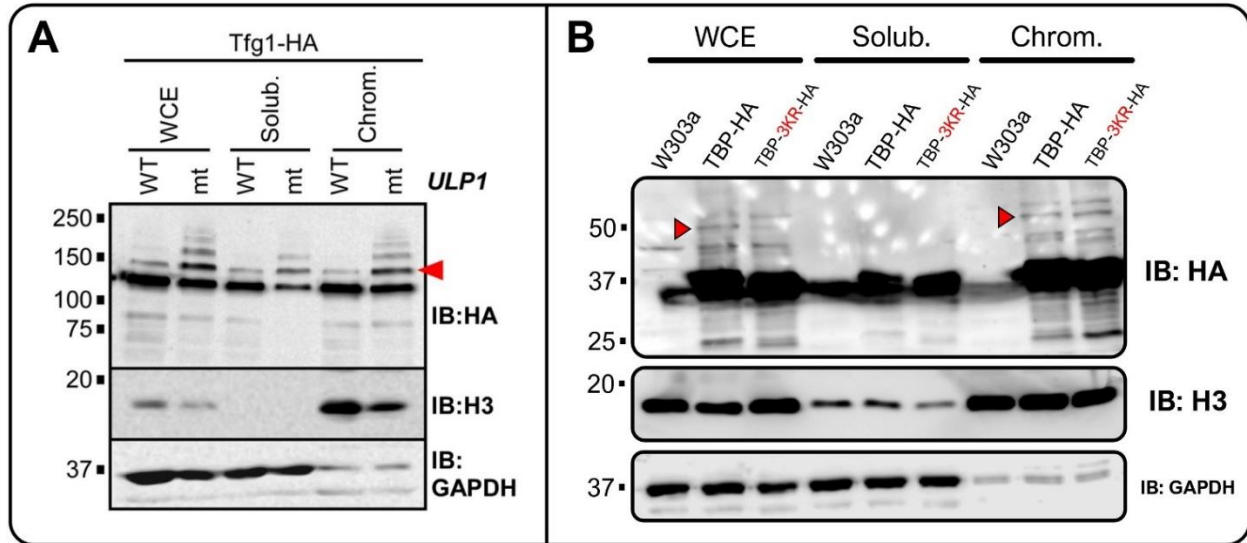 A
Tfg1-HA
WCE Solub. Chrom.
WT mt WT mt WT mt ULP1
250
150
100
75
IB:HA
20
IB:H3
37
IB:
GAPDH
B
WCE Solub. Chrom.
W303a TBP-HA TBP-3KR-HA W303a TBP-HA TBP-3KR-HA W303a TBP-HA TBP-3KR-HA
50
37
25
IB: HA
20
IB: H3
37
IB: GAPDH